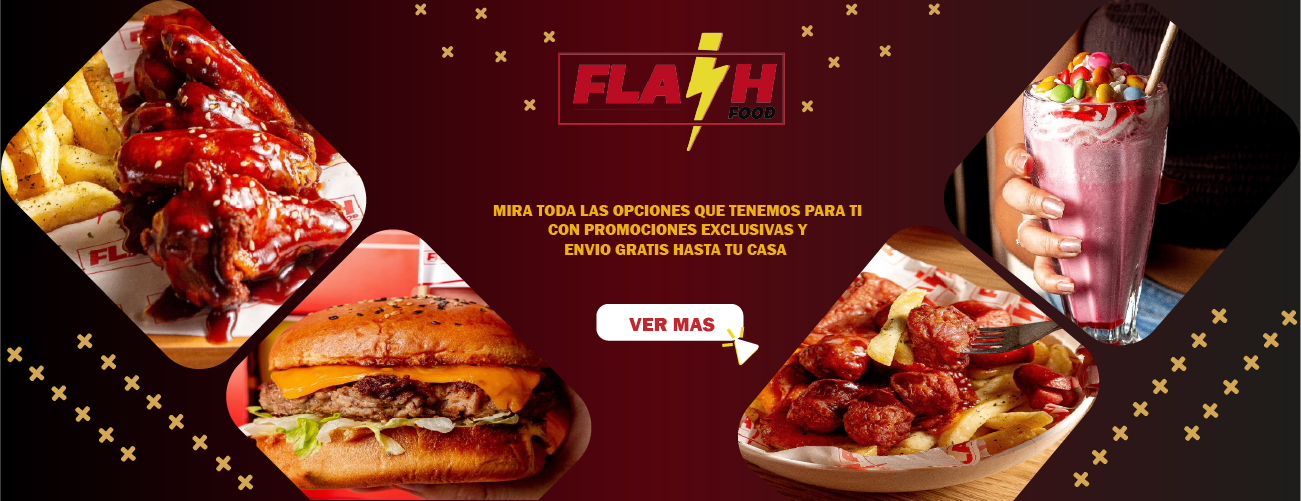 FLASH
FOOD
MIRA TODA LAS OPCIONES QUE TENEMOS PARA TI
CON PROMOCIONES EXCLUSIVAS Y
ENVIO GRATIS HASTA TU CASA
VER MAS